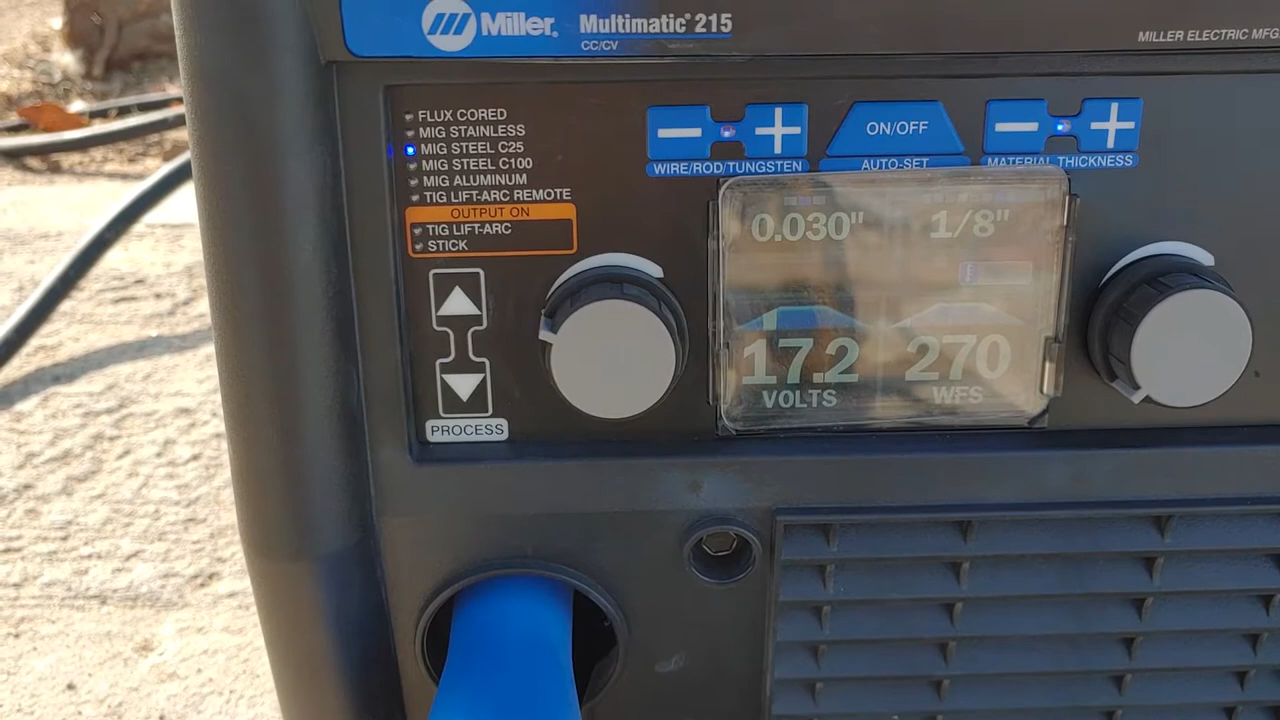 Miller®
Multimatic® 215
CC/CV
MILLER ELECTRIC MFG.
FLUX CORED
MIG STAINLESS
MIG STEEL C25
MIG STEEL C100
MIG ALUMINUM
TIG LIFT-ARC REMOTE
OUTPUT ON
TIG LIFT-ARC
STICK
PROCESS
WIRE/ROD/TUNGSTEN
ON/OFF
AUTO-SET
MATERIAL THICKNESS
0.030" 1/8"
17.2 270
VOLTS WFS